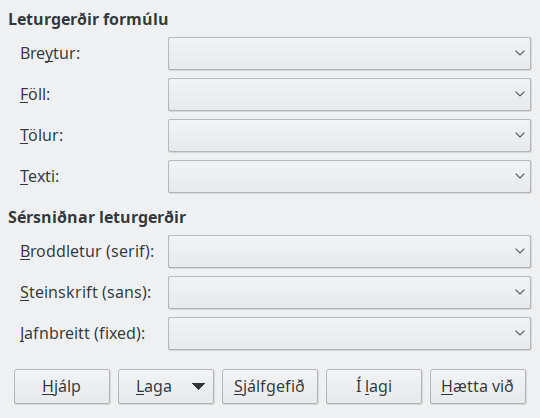 Leturgerðir formúlu
Breytur:
Föll:
Tölur:
Texti:
Sérsniðnar leturgerðir
Broddletur (serif):
Steinskrift (sans):
Jafnbreitt (fixed):
Hjálp Laga Sjálfgefið Í lagi Hætta við